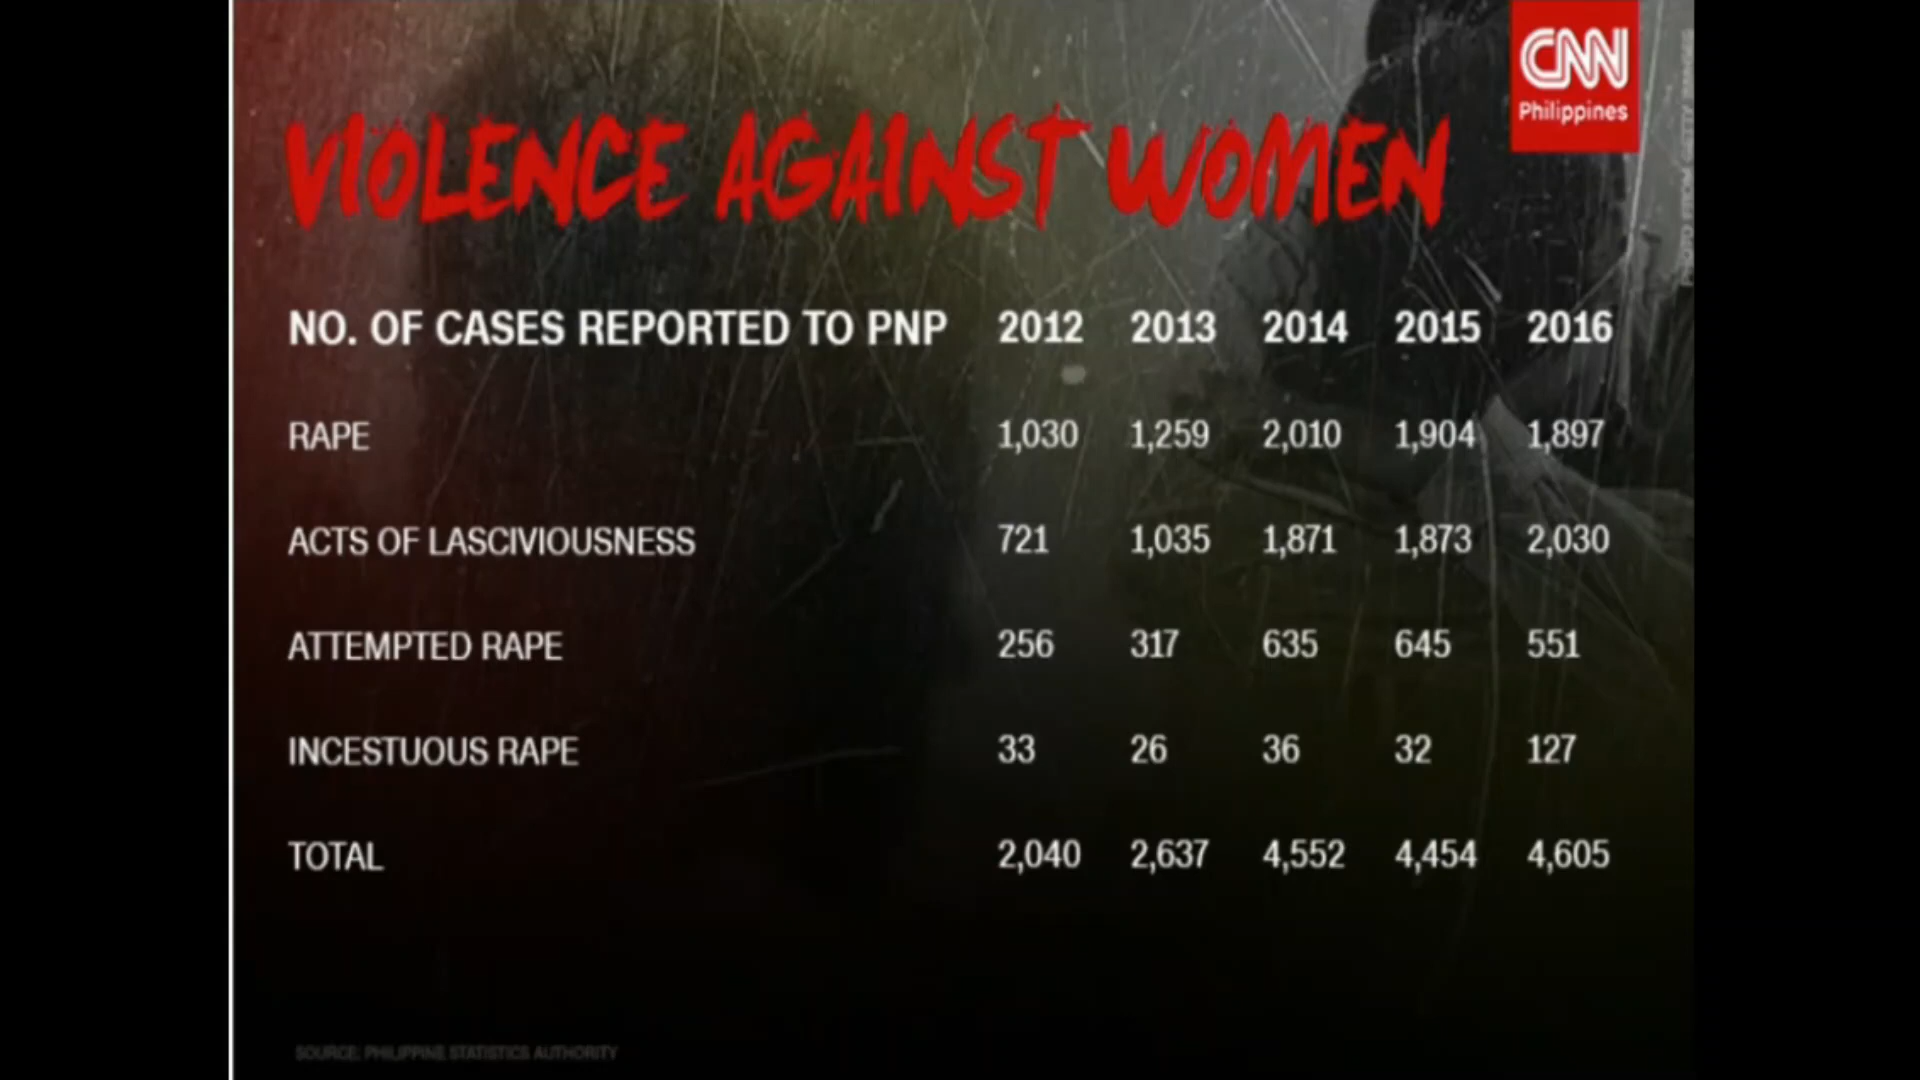 CNN
Philippines
VIOLENCE AGAINST WOMEN
NO. OF CASES REPORTED TO PNP 2012 2013 2014 2015 2016
RAPE 1,030 1,259 2,010 1,904 1,897
ACTS OF LASCIVIOUSNESS 721 1,035 1,871 1,873 2,030
ATTEMPTED RAPE 256 317 635 645 551
INCESTUOUS RAPE 33 26 36 32 127
TOTAL 2,040 2,637 4,552 4,454 4,605
SOURCE: PHILIPPINE STATISTICS AUTHORITY